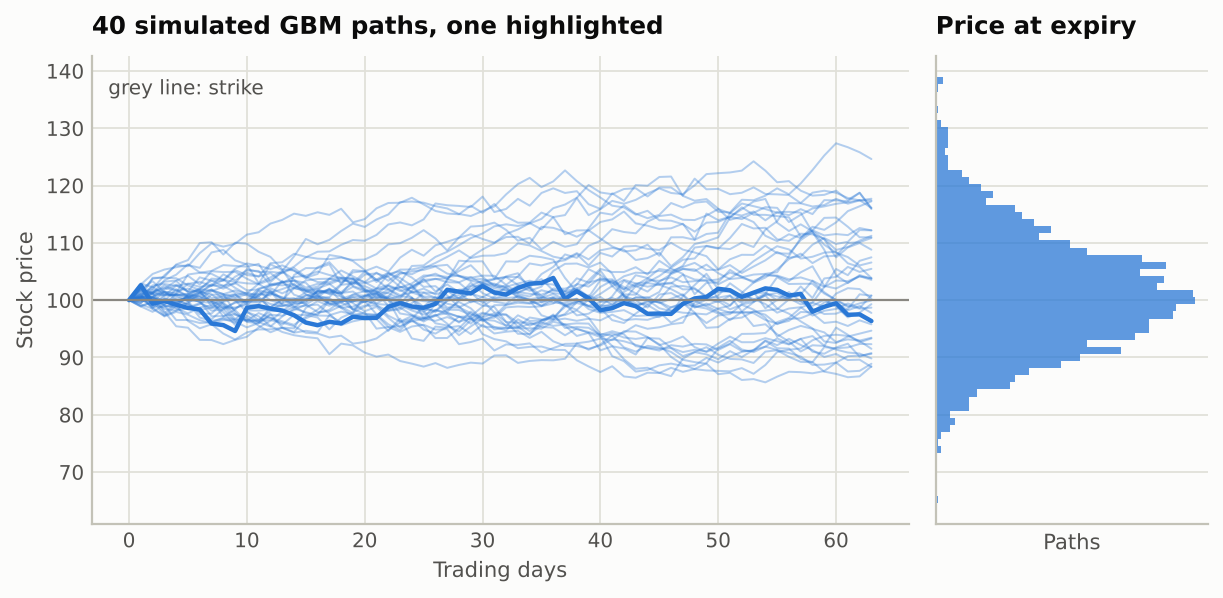 40 simulated GBM paths, one highlighted
Price at expiry
grey line: strike
140
130
120
110
100
90
80
70
Stock price
0 10 20 30 40 50 60
Trading days
Paths